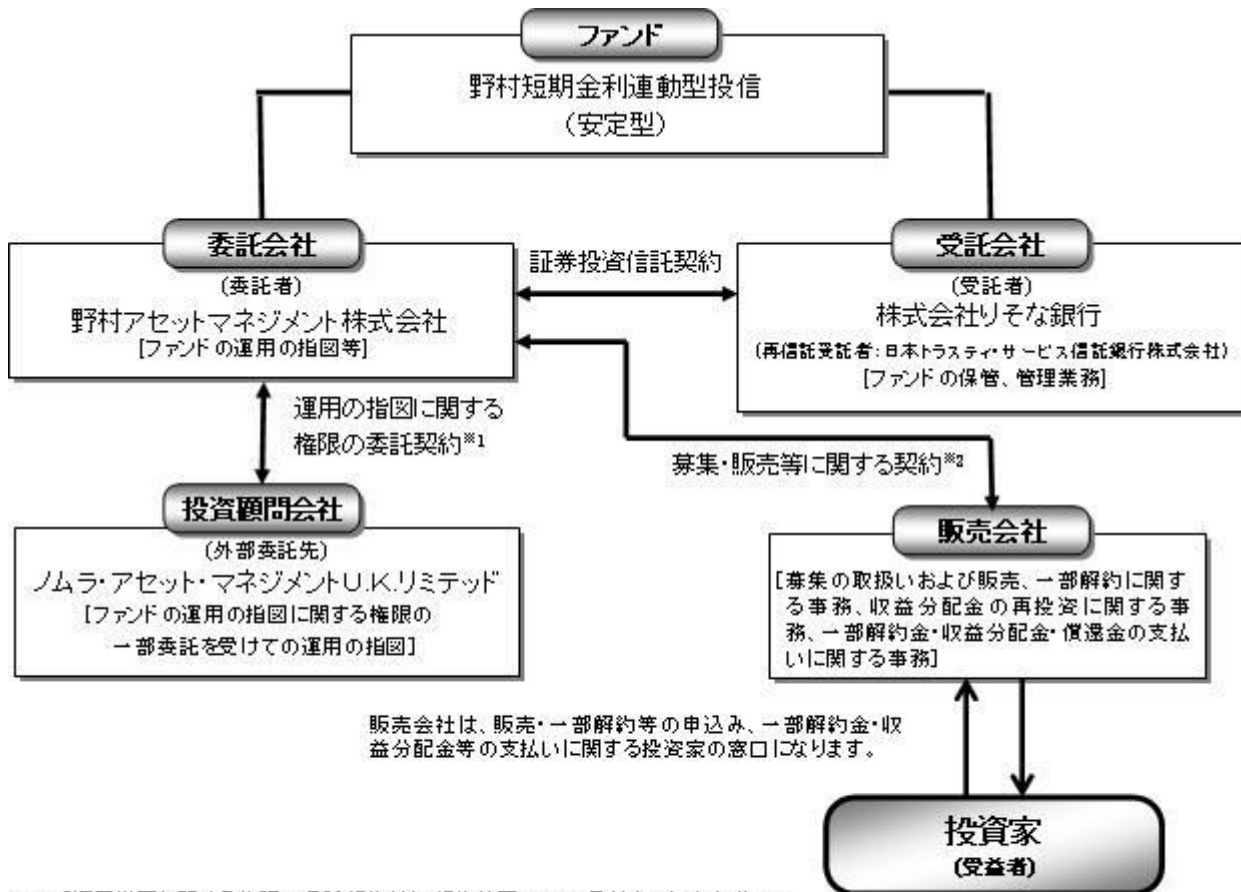 ファンド
野村短期金利連動型投信
（安定型）
委託会社
(委託者)
野村アセットマネジメント株式会社
[ファンドの運用の指図等]
証券投資信託契約
受託会社
(受託者)
株式会社りそな銀行
(再信託受託者:日本トラスティ・サービス信託銀行株式会社)
[ファンドの保管、管理業務]
運用の指図に関する
権限の委託契約※1
募集・販売等に関する契約※2
投資顧問会社
(外部委託先)
ノムラ・アセット・マネジメントU.K.リミテッド
[ファンドの運用の指図に関する権限の
一部委託を受けての運用の指図]
販売会社
[募集の取扱いおよび販売、一部解約に関す
る事務、収益分配金の再投資に関する事
務、一部解約金・収益分配金・償還金の支払
いに関する事務]
販売会社は、販売・一部解約等の申込み、一部解約金・収
益分配金等の支払いに関する投資家の窓口になります。
投資家
(受益者)